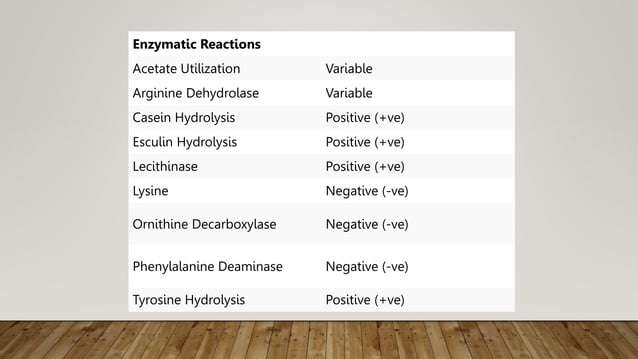 Enzymatic Reactions
Acetate Utilization Variable
Arginine Dehydrolase Variable
Casein Hydrolysis Positive (+ve)
Esculin Hydrolysis Positive (+ve)
Lecithinase Positive (+ve)
Lysine Negative (-ve)
Ornithine Decarboxylase Negative (-ve)
Phenylalanine Deaminase Negative (-ve)
Tyrosine Hydrolysis Positive (+ve)